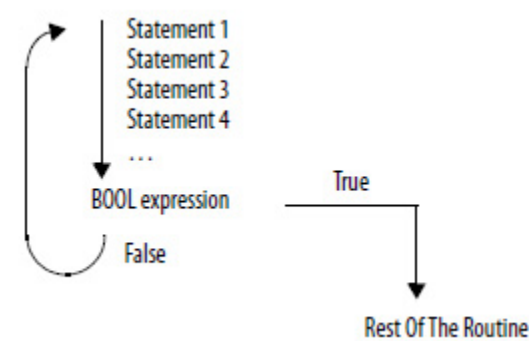 Statement 1
Statement 2
Statement 3
Statement 4
...
BOOL expression
True
False
Rest Of The Routine